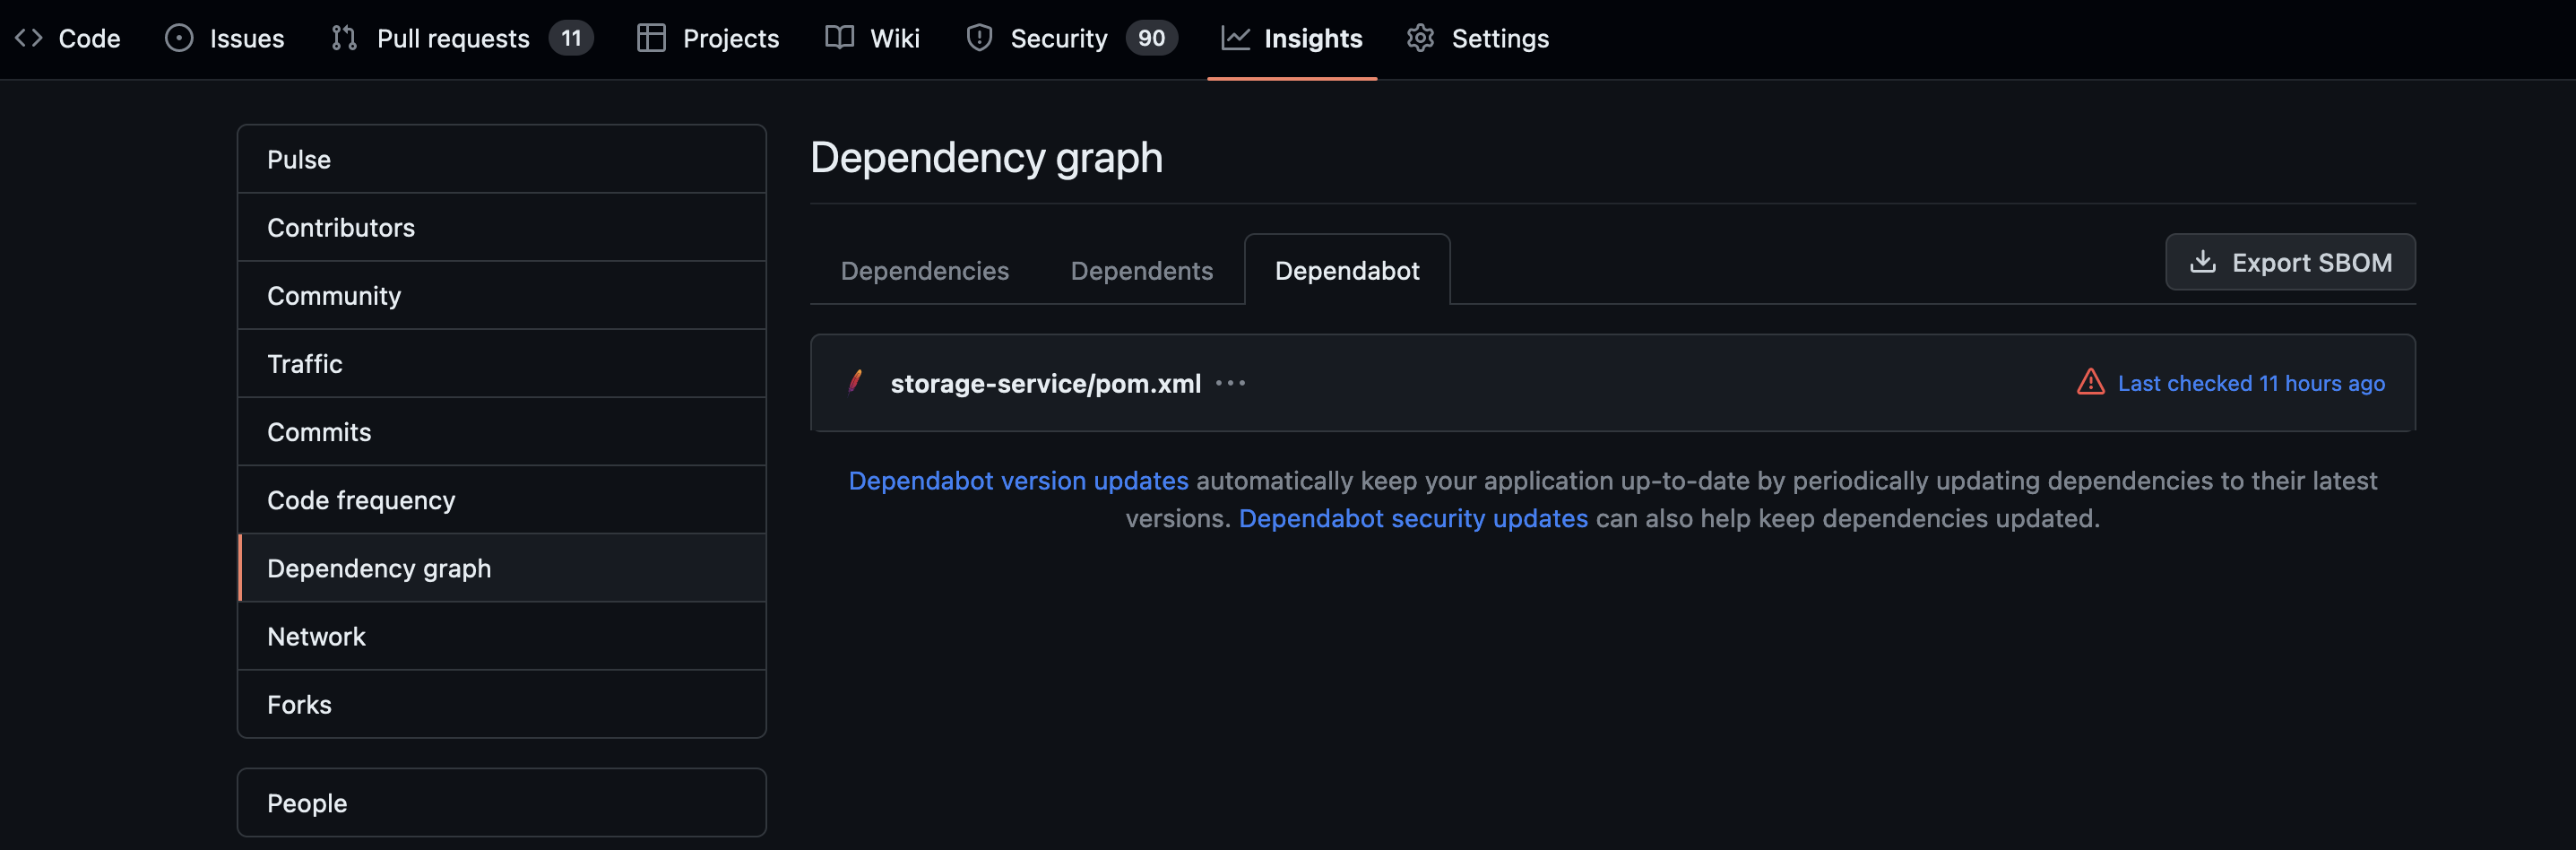 Code Issues Pull requests 11 Projects Wiki Security 90 Insights Settings
Pulse
Contributors
Community
Traffic
Commits
Code frequency
Dependency graph
Network
Forks
People
Dependency graph
Dependencies Dependents Dependabot Export SBOM
storage-service/pom.xml ··· Last checked 11 hours ago
Dependabot version updates automatically keep your application up-to-date by periodically updating dependencies to their latest
versions. Dependabot security updates can also help keep dependencies updated.